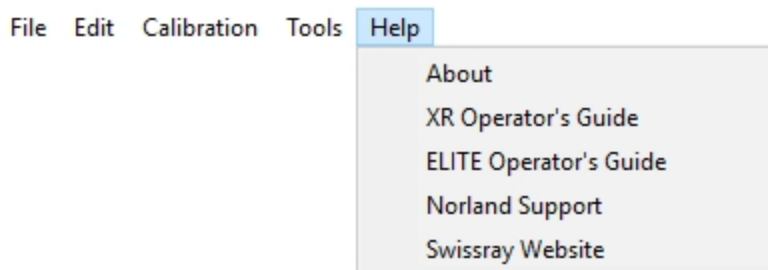 File Edit Calibration Tools Help
About
XR Operator's Guide
ELITE Operator's Guide
Norland Support
Swissray Website